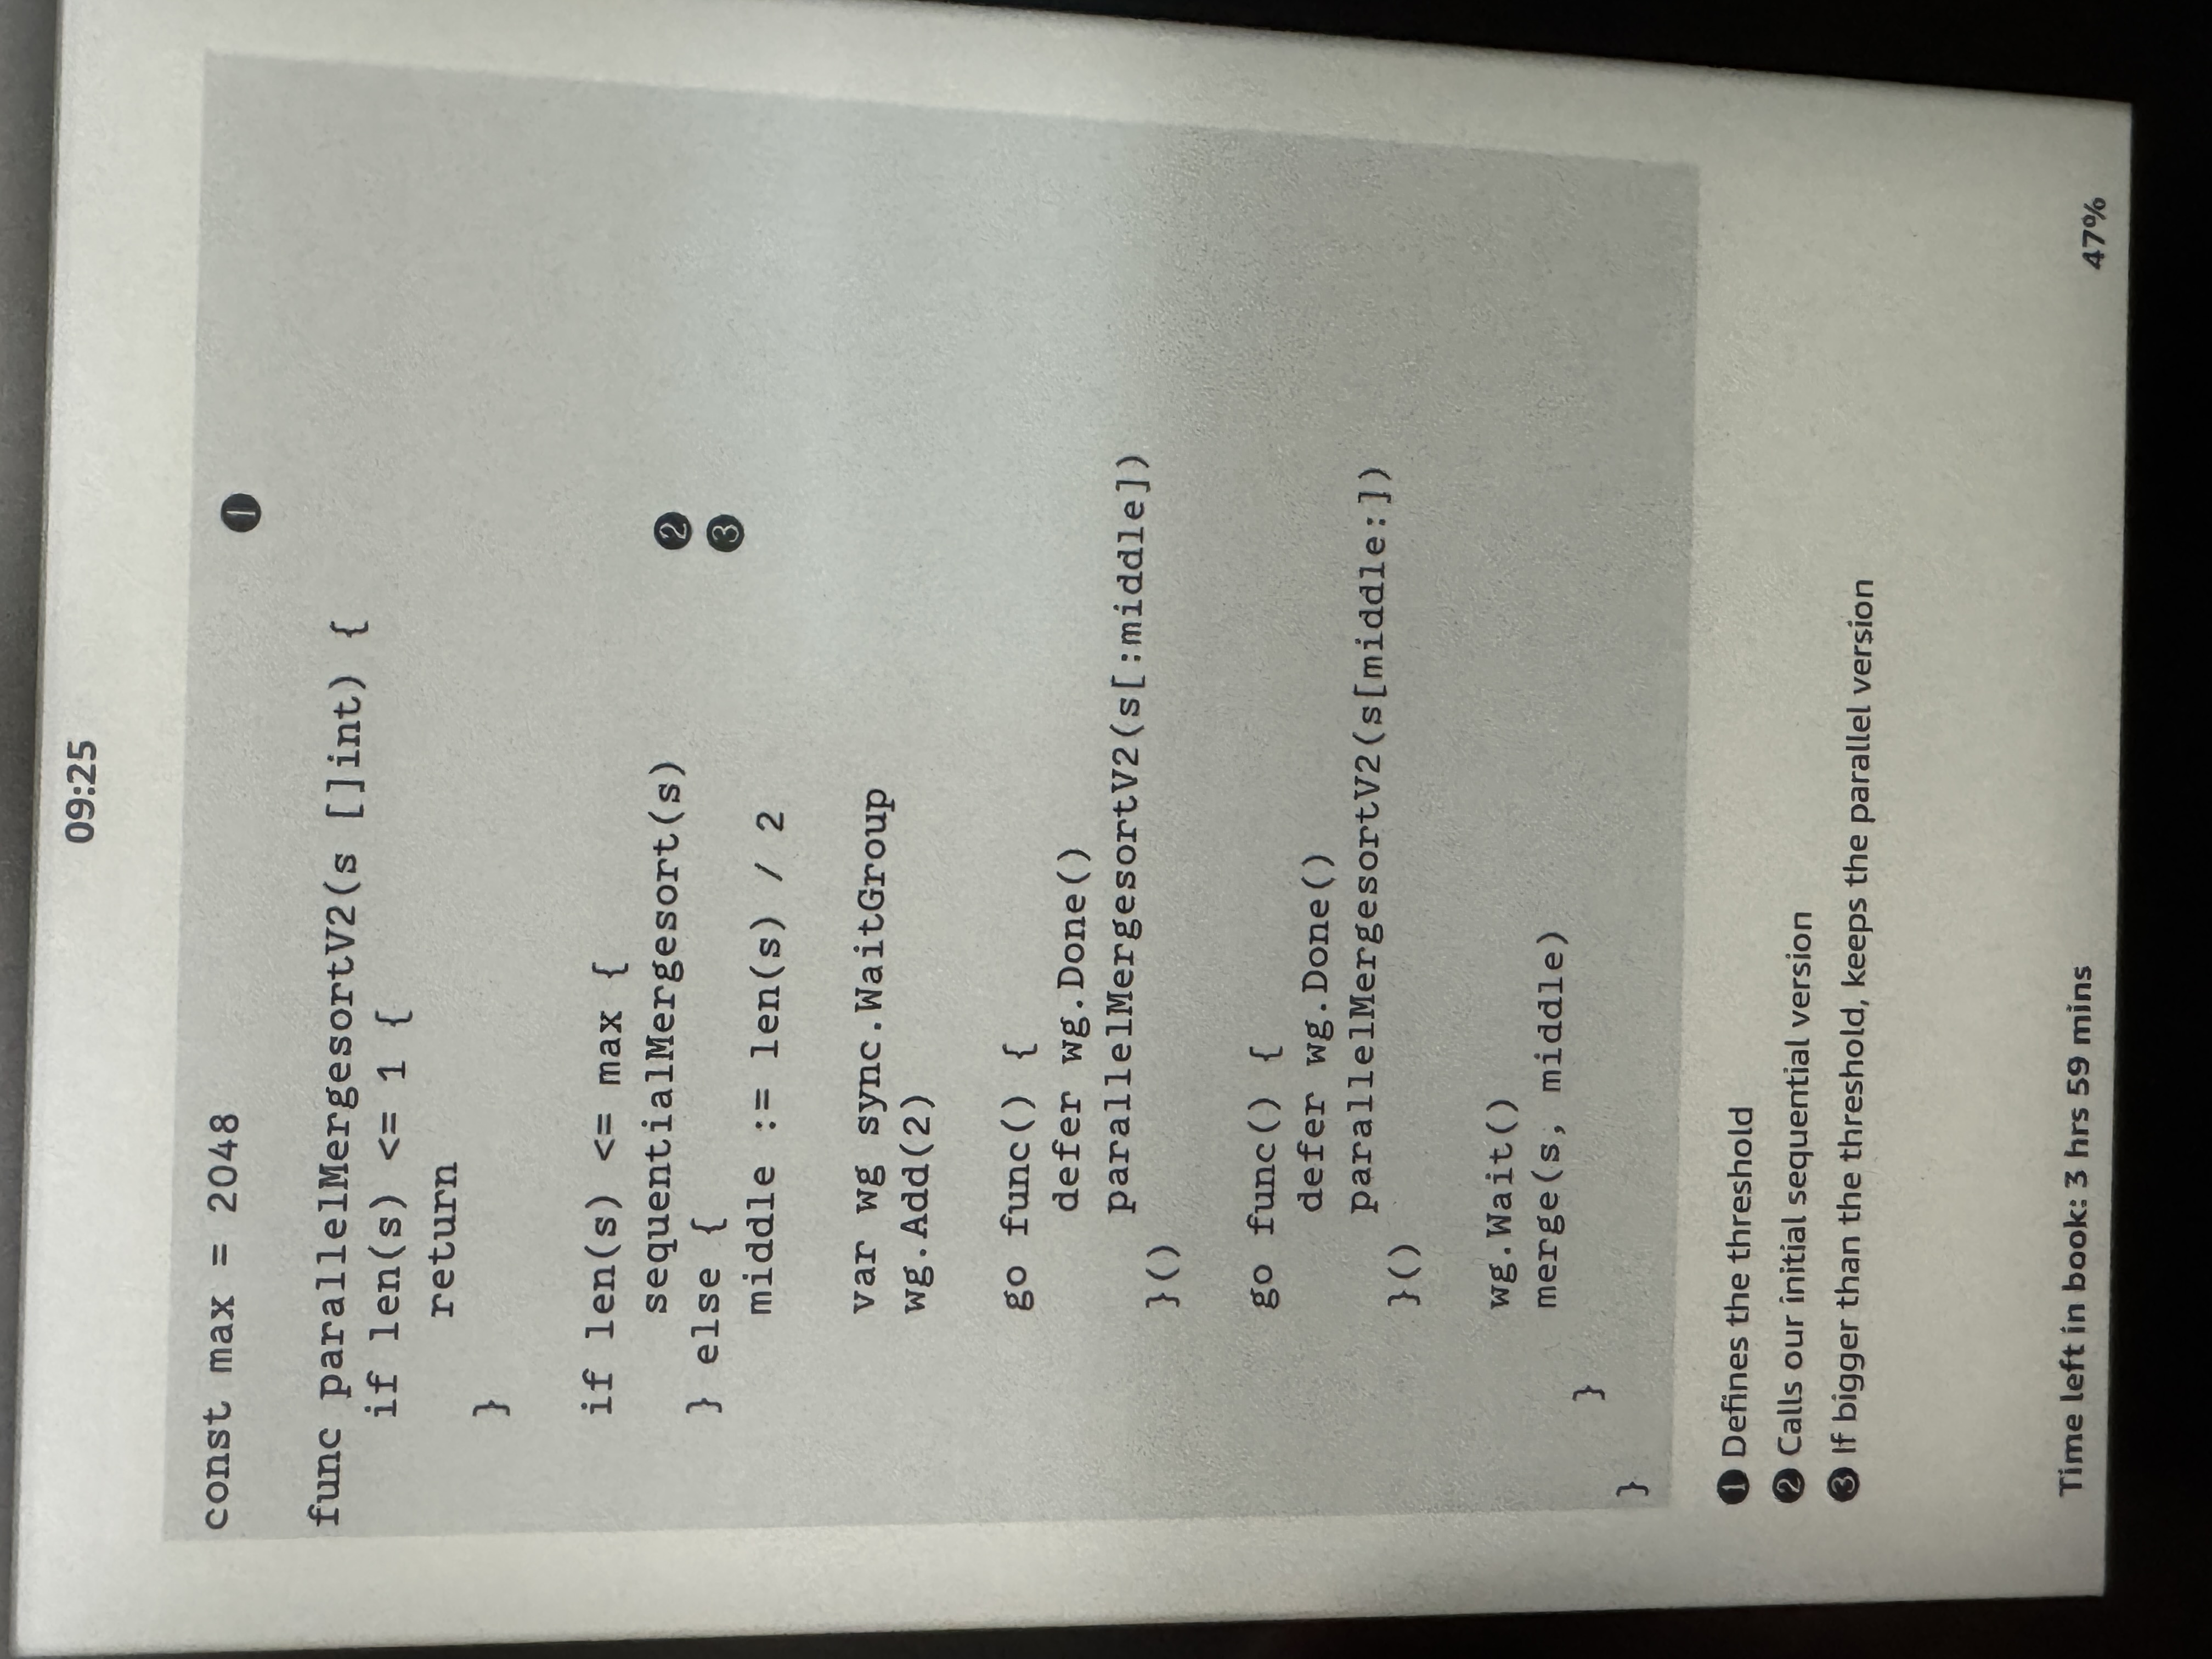 09:25
const max = 2048 ❶
func parallelMergesortV2(s []int) {
    if len(s) <= 1 {
        return
    }
    if len(s) <= max {
        sequentialMergesort(s) ❷
    } else { ❸
        middle := len(s) / 2
        var wg sync.WaitGroup
        wg.Add(2)
        go func() {
            defer wg.Done()
            parallelMergesortV2(s[:middle])
        }()
        go func() {
            defer wg.Done()
            parallelMergesortV2(s[middle:])
        }()
        wg.Wait()
        merge(s, middle)
    }
}
❶ Defines the threshold
❷ Calls our initial sequential version
❸ If bigger than the threshold, keeps the parallel version
Time left in book: 3 hrs 59 mins
47%